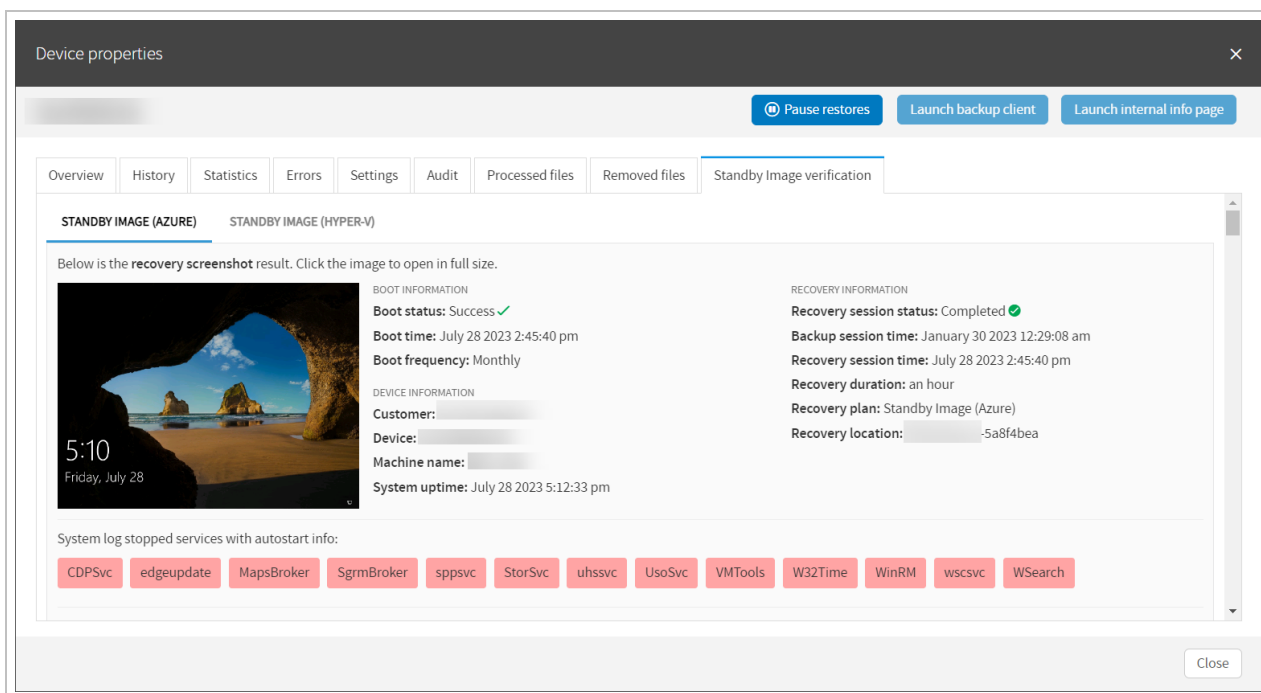 Device properties
Pause restores
Launch backup client
Launch internal info page
Overview
History
Statistics
Errors
Settings
Audit
Processed files
Removed files
Standby Image verification
STANDBY IMAGE (AZURE)
STANDBY IMAGE (HYPER-V)
Below is the recovery screenshot result. Click the image to open in full size.
5:10
Friday, July 28
BOOT INFORMATION
Boot status: Success
Boot time: July 28 2023 2:45:40 pm
Boot frequency: Monthly
DEVICE INFORMATION
Customer:
Device:
Machine name:
System uptime: July 28 2023 5:12:33 pm
RECOVERY INFORMATION
Recovery session status: Completed
Backup session time: January 30 2023 12:29:08 am
Recovery session time: July 28 2023 2:45:40 pm
Recovery duration: an hour
Recovery plan: Standby Image (Azure)
Recovery location: -5a8f4bea
System log stopped services with autostart info:
CDPSvc
edgeupdate
MapsBroker
SgrmBroker
sppsvc
StorSvc
uhssvc
UsoSvc
VMTools
W32Time
WinRM
wscsvc
WSearch
Close